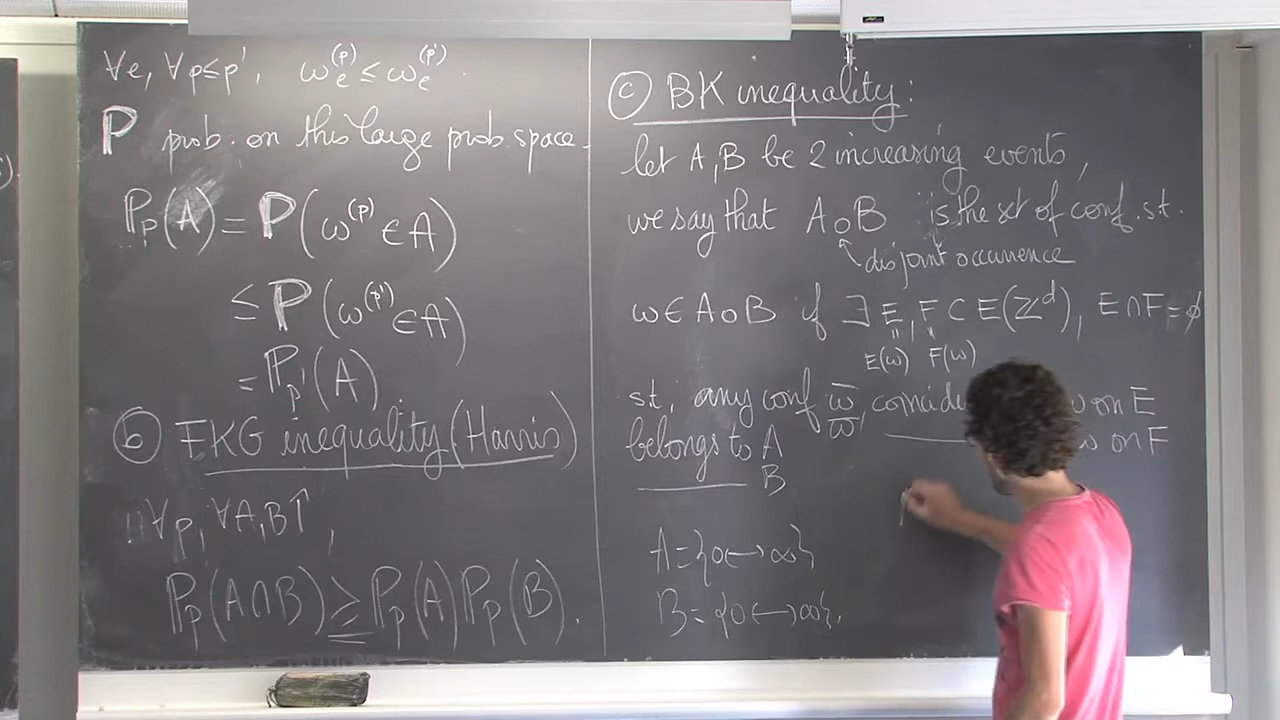 ∀e, ∀p≤p', ω_e^(p) ≤ ω_e^(p').
P prob. on this large prob. space.
P_p(A) = P(ω^(p) ∈ A)
≤ P(ω^(p') ∈ A)
= P_p'(A)
ⓑ FKG inequality (Harris)
∀p, ∀A,B↑,
P_p(A∩B) ≥ P_p(A) P_p(B).
ⓒ BK inequality:
let A,B be 2 increasing events,
we say that A∘B is the set of conf. st.
disjoint occurrence
ω∈A∘B if ∃ E,F ⊂ E(Z^d), E∩F=∅
E(ω) F(ω)
st. any conf ω̄, ω on E
ω̿, ω on F
belongs to A
B
A={0↔∞}
B={0↔∞}.